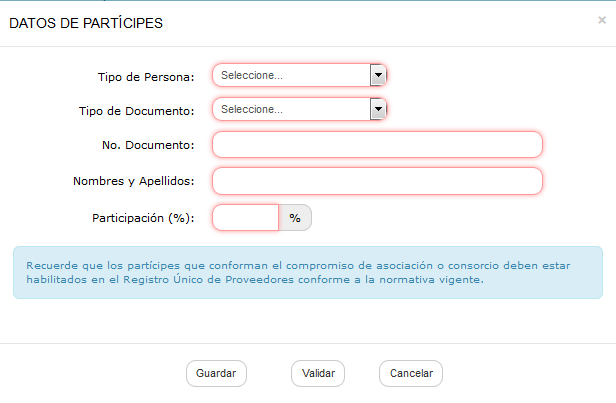 DATOS DE PARTÍCIPES
×
Tipo de Persona: Seleccione...
Tipo de Documento: Seleccione...
No. Documento:
Nombres y Apellidos:
Participación (%): %
Recuerde que los partícipes que conforman el compromiso de asociación o consorcio deben estar
habilitados en el Registro Único de Proveedores conforme a la normativa vigente.
Guardar Validar Cancelar